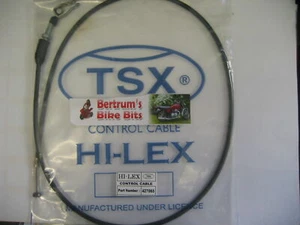 TSX®
Bertrum's
Bike Bits
CONTROL CABLE
HI-LEX
HI-LEX
CONTROL CABLE
Part Number
MANUFACTURED UNDER LICENCE